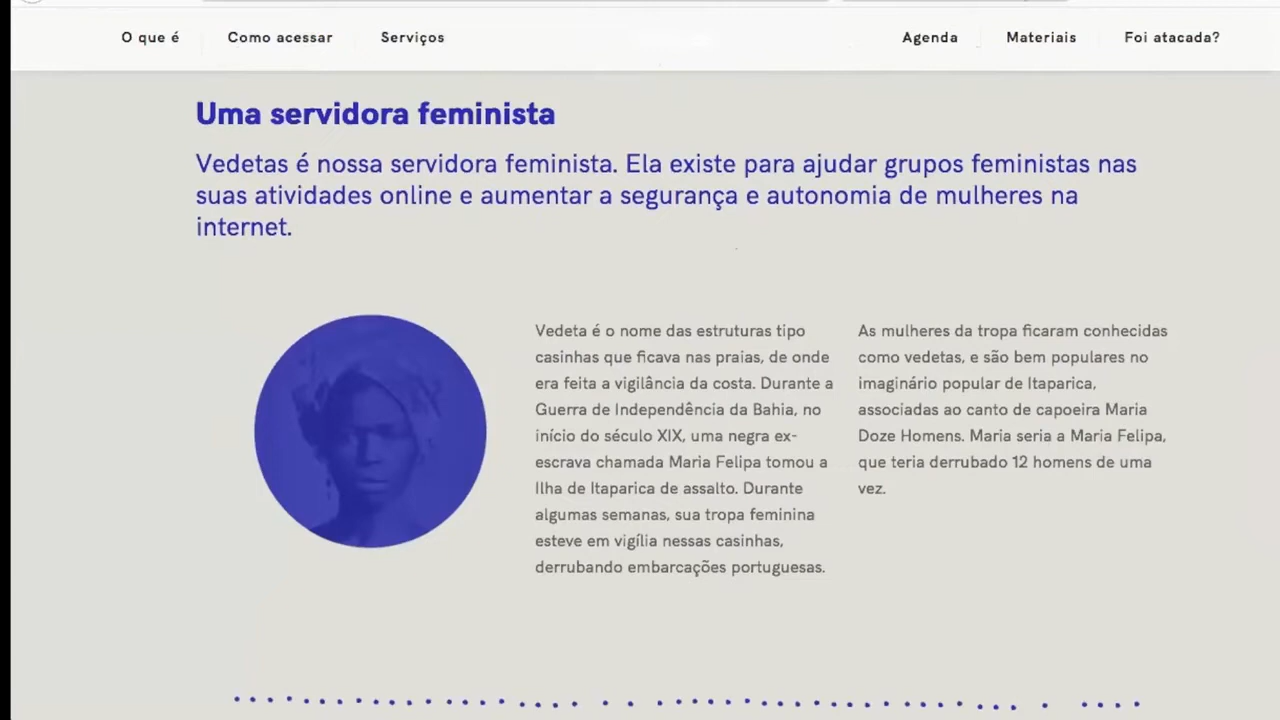 O que é
Como acessar
Serviços
Agenda
Materiais
Foi atacada?
Uma servidora feminista
Vedetas é nossa servidora feminista. Ela existe para ajudar grupos feministas nas
suas atividades online e aumentar a segurança e autonomia de mulheres na
internet.
Vedeta é o nome das estruturas tipo
casinhas que ficava nas praias, de onde
era feita a vigilância da costa. Durante a
Guerra de Independência da Bahia, no
início do século XIX, uma negra ex-
escrava chamada Maria Felipa tomou a
Ilha de Itaparica de assalto. Durante
algumas semanas, sua tropa feminina
esteve em vigília nessas casinhas,
derrubando embarcações portuguesas.
As mulheres da tropa ficaram conhecidas
como vedetas, e são bem populares no
imaginário popular de Itaparica,
associadas ao canto de capoeira Maria
Doze Homens. Maria seria a Maria Felipa,
que teria derrubado 12 homens de uma
vez.